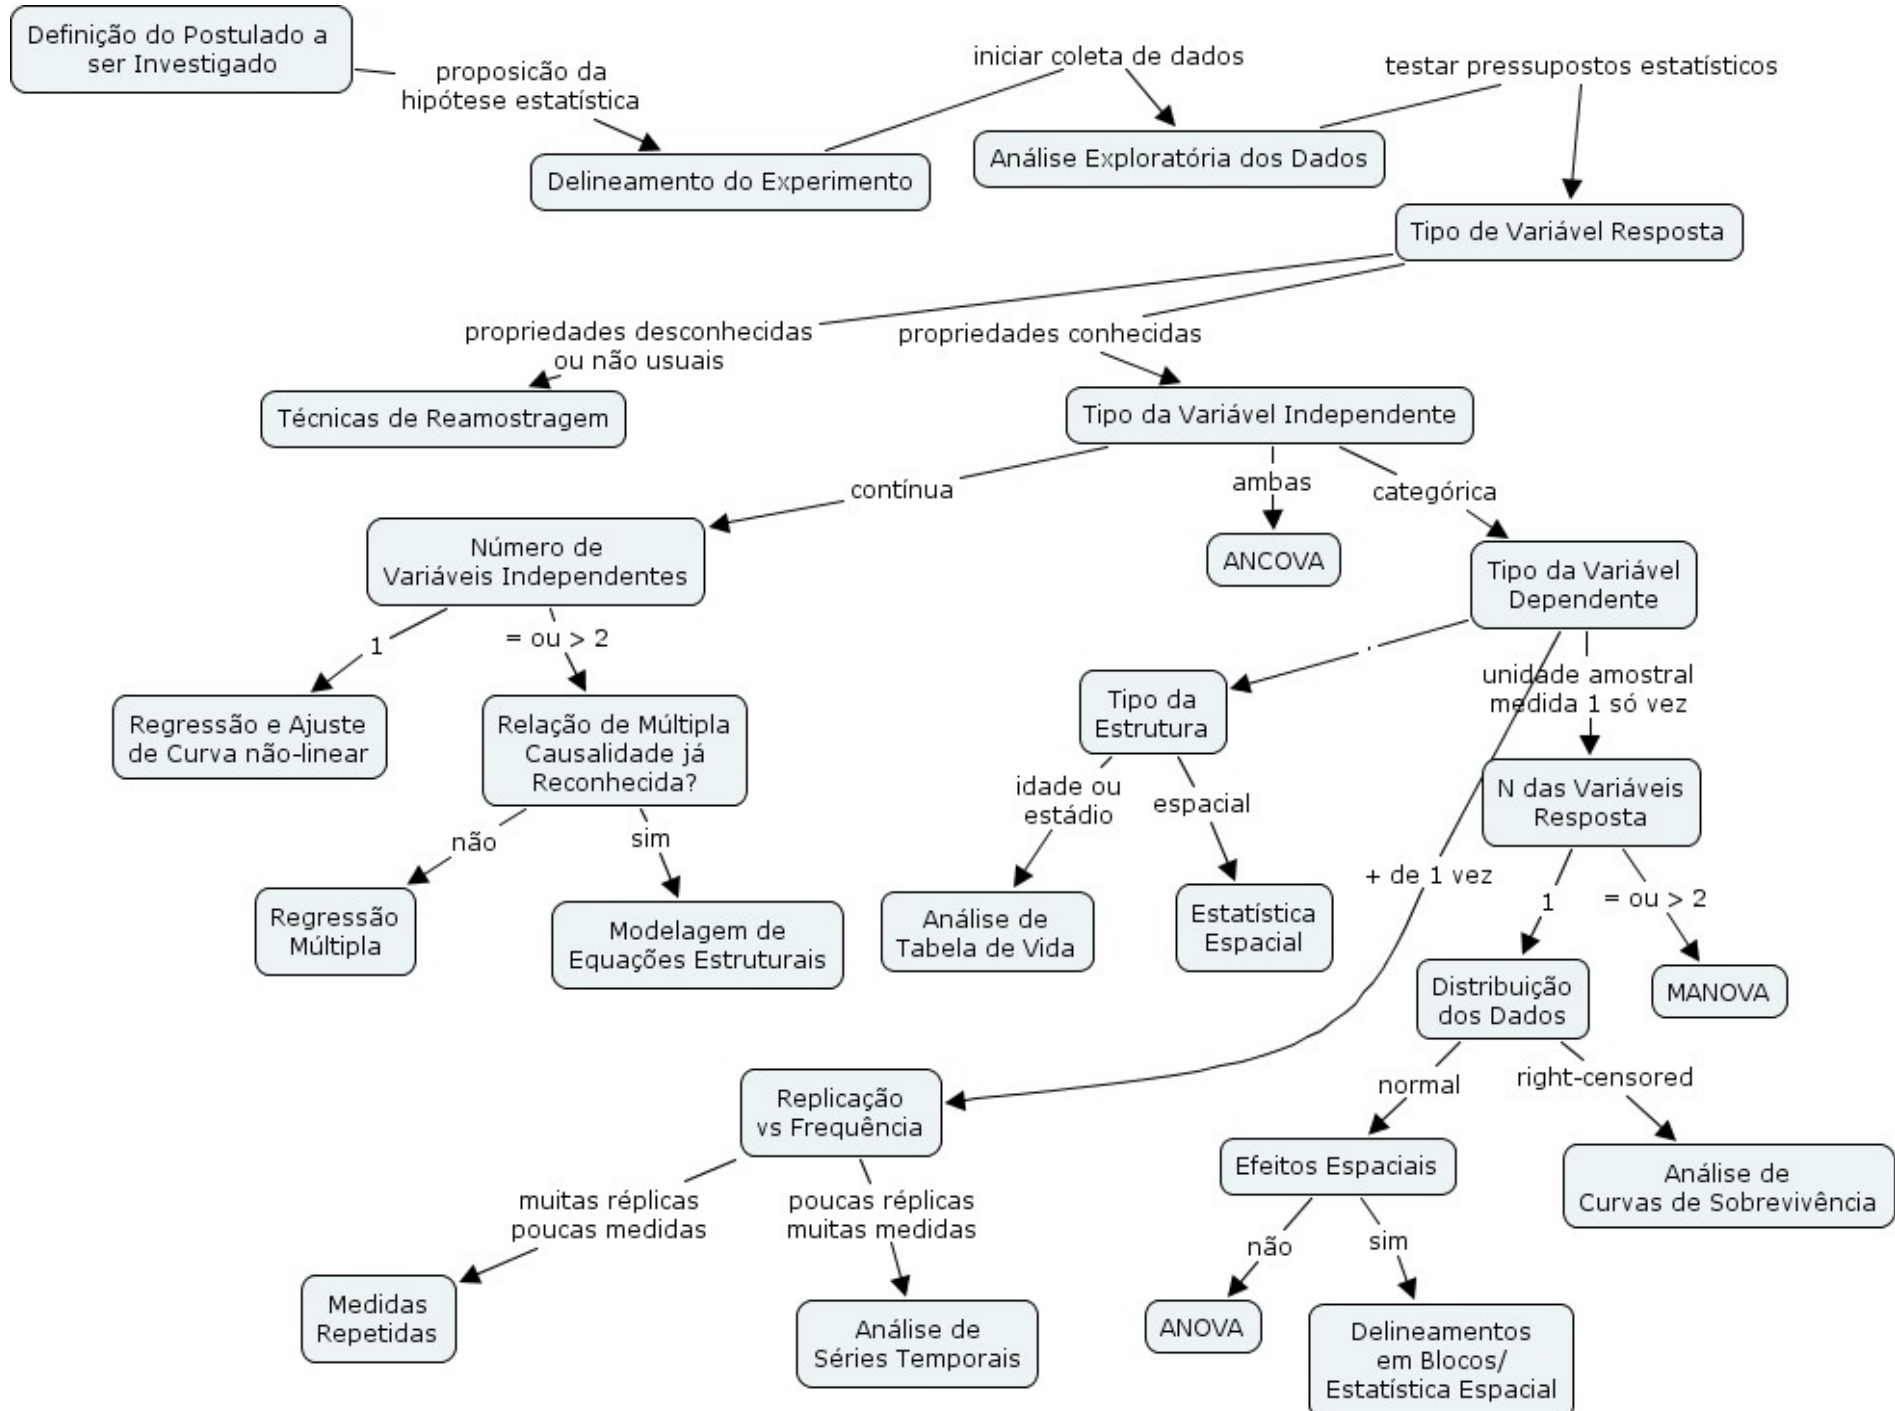 Definição do Postulado a
ser Investigado
proposicão da
hipótese estatística
Delineamento do Experimento
iniciar coleta de dados
Análise Exploratória dos Dados
testar pressupostos estatísticos
Tipo de Variável Resposta
propriedades desconhecidas
ou não usuais
propriedades conhecidas
Técnicas de Reamostragem
Tipo da Variável Independente
contínua
ambas
categórica
Número de
Variáveis Independentes
ANCOVA
Tipo da Variável
Dependente
1
= ou > 2
.
unidade amostral
medida 1 só vez
Regressão e Ajuste
de Curva não-linear
Relação de Múltipla
Causalidade já
Reconhecida?
Tipo da
Estrutura
N das Variáveis
Resposta
não
sim
idade ou
estádio
espacial
+ de 1 vez
1
= ou > 2
Regressão
Múltipla
Modelagem de
Equações Estruturais
Análise de
Tabela de Vida
Estatística
Espacial
Distribuição
dos Dados
MANOVA
normal
right-censored
Replicação
vs Frequência
Efeitos Espaciais
Análise de
Curvas de Sobrevivência
muitas réplicas
poucas medidas
poucas réplicas
muitas medidas
não
sim
Medidas
Repetidas
Análise de
Séries Temporais
ANOVA
Delineamentos
em Blocos/
Estatística Espacial